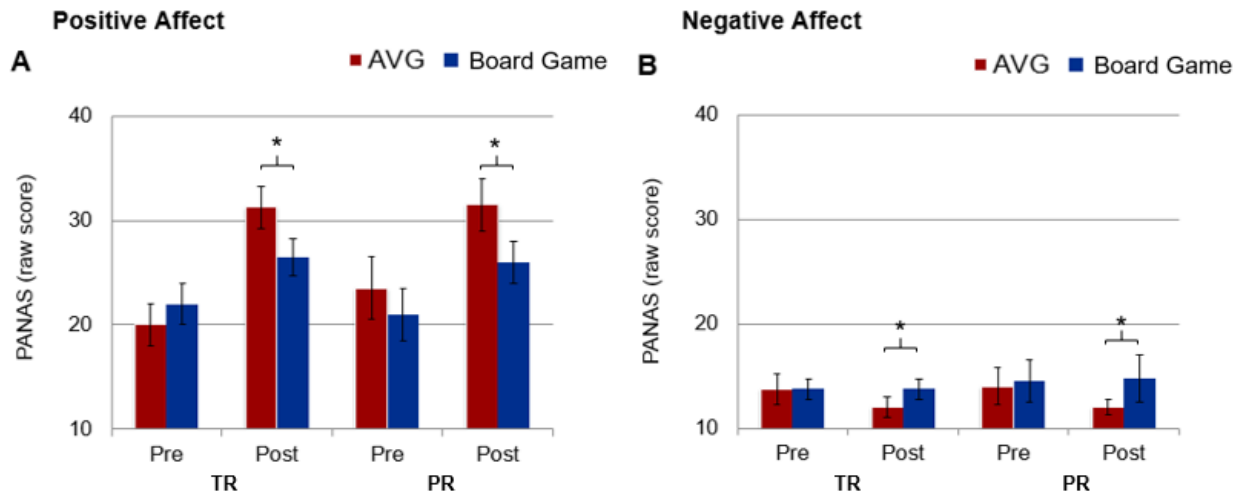 Positive Affect
A
AVG Board Game
PANAS (raw score)
40
30
20
10
*
*
Pre Post Pre Post
TR PR
Negative Affect
B
AVG Board Game
PANAS (raw score)
40
30
20
10
*
*
Pre Post Pre Post
TR PR